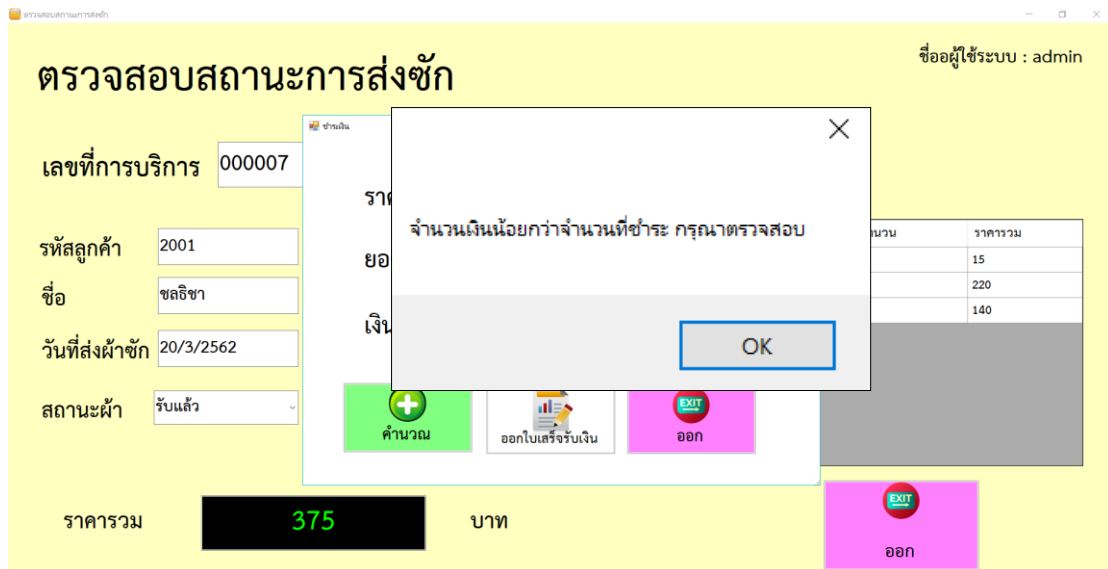 ตรวจสอบสถานะการส่งซัก
ตรวจสอบสถานะการส่งซัก
ชื่ออผู้ใช้ระบบ : admin
ชำระเงิน
เลขที่การบริการ 000007
จำนวนเงินน้อยกว่าจำนวนที่ชำระ กรุณาตรวจสอบ
OK
รหัสลูกค้า 2001
ราคารวม
15
ชื่อ ชลธิชา
220
140
วันที่ส่งผ้าซัก 20/3/2562
สถานะผ้า รับแล้ว
คำนวณ
ออกใบเสร็จรับเงิน
EXIT
ออก
ราคารวม 375 บาท
EXIT
ออก